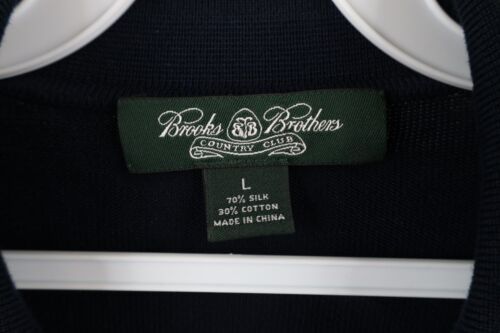 Brooks BB Brothers
COUNTRY CLUB
L
70% SILK
30% COTTON
MADE IN CHINA